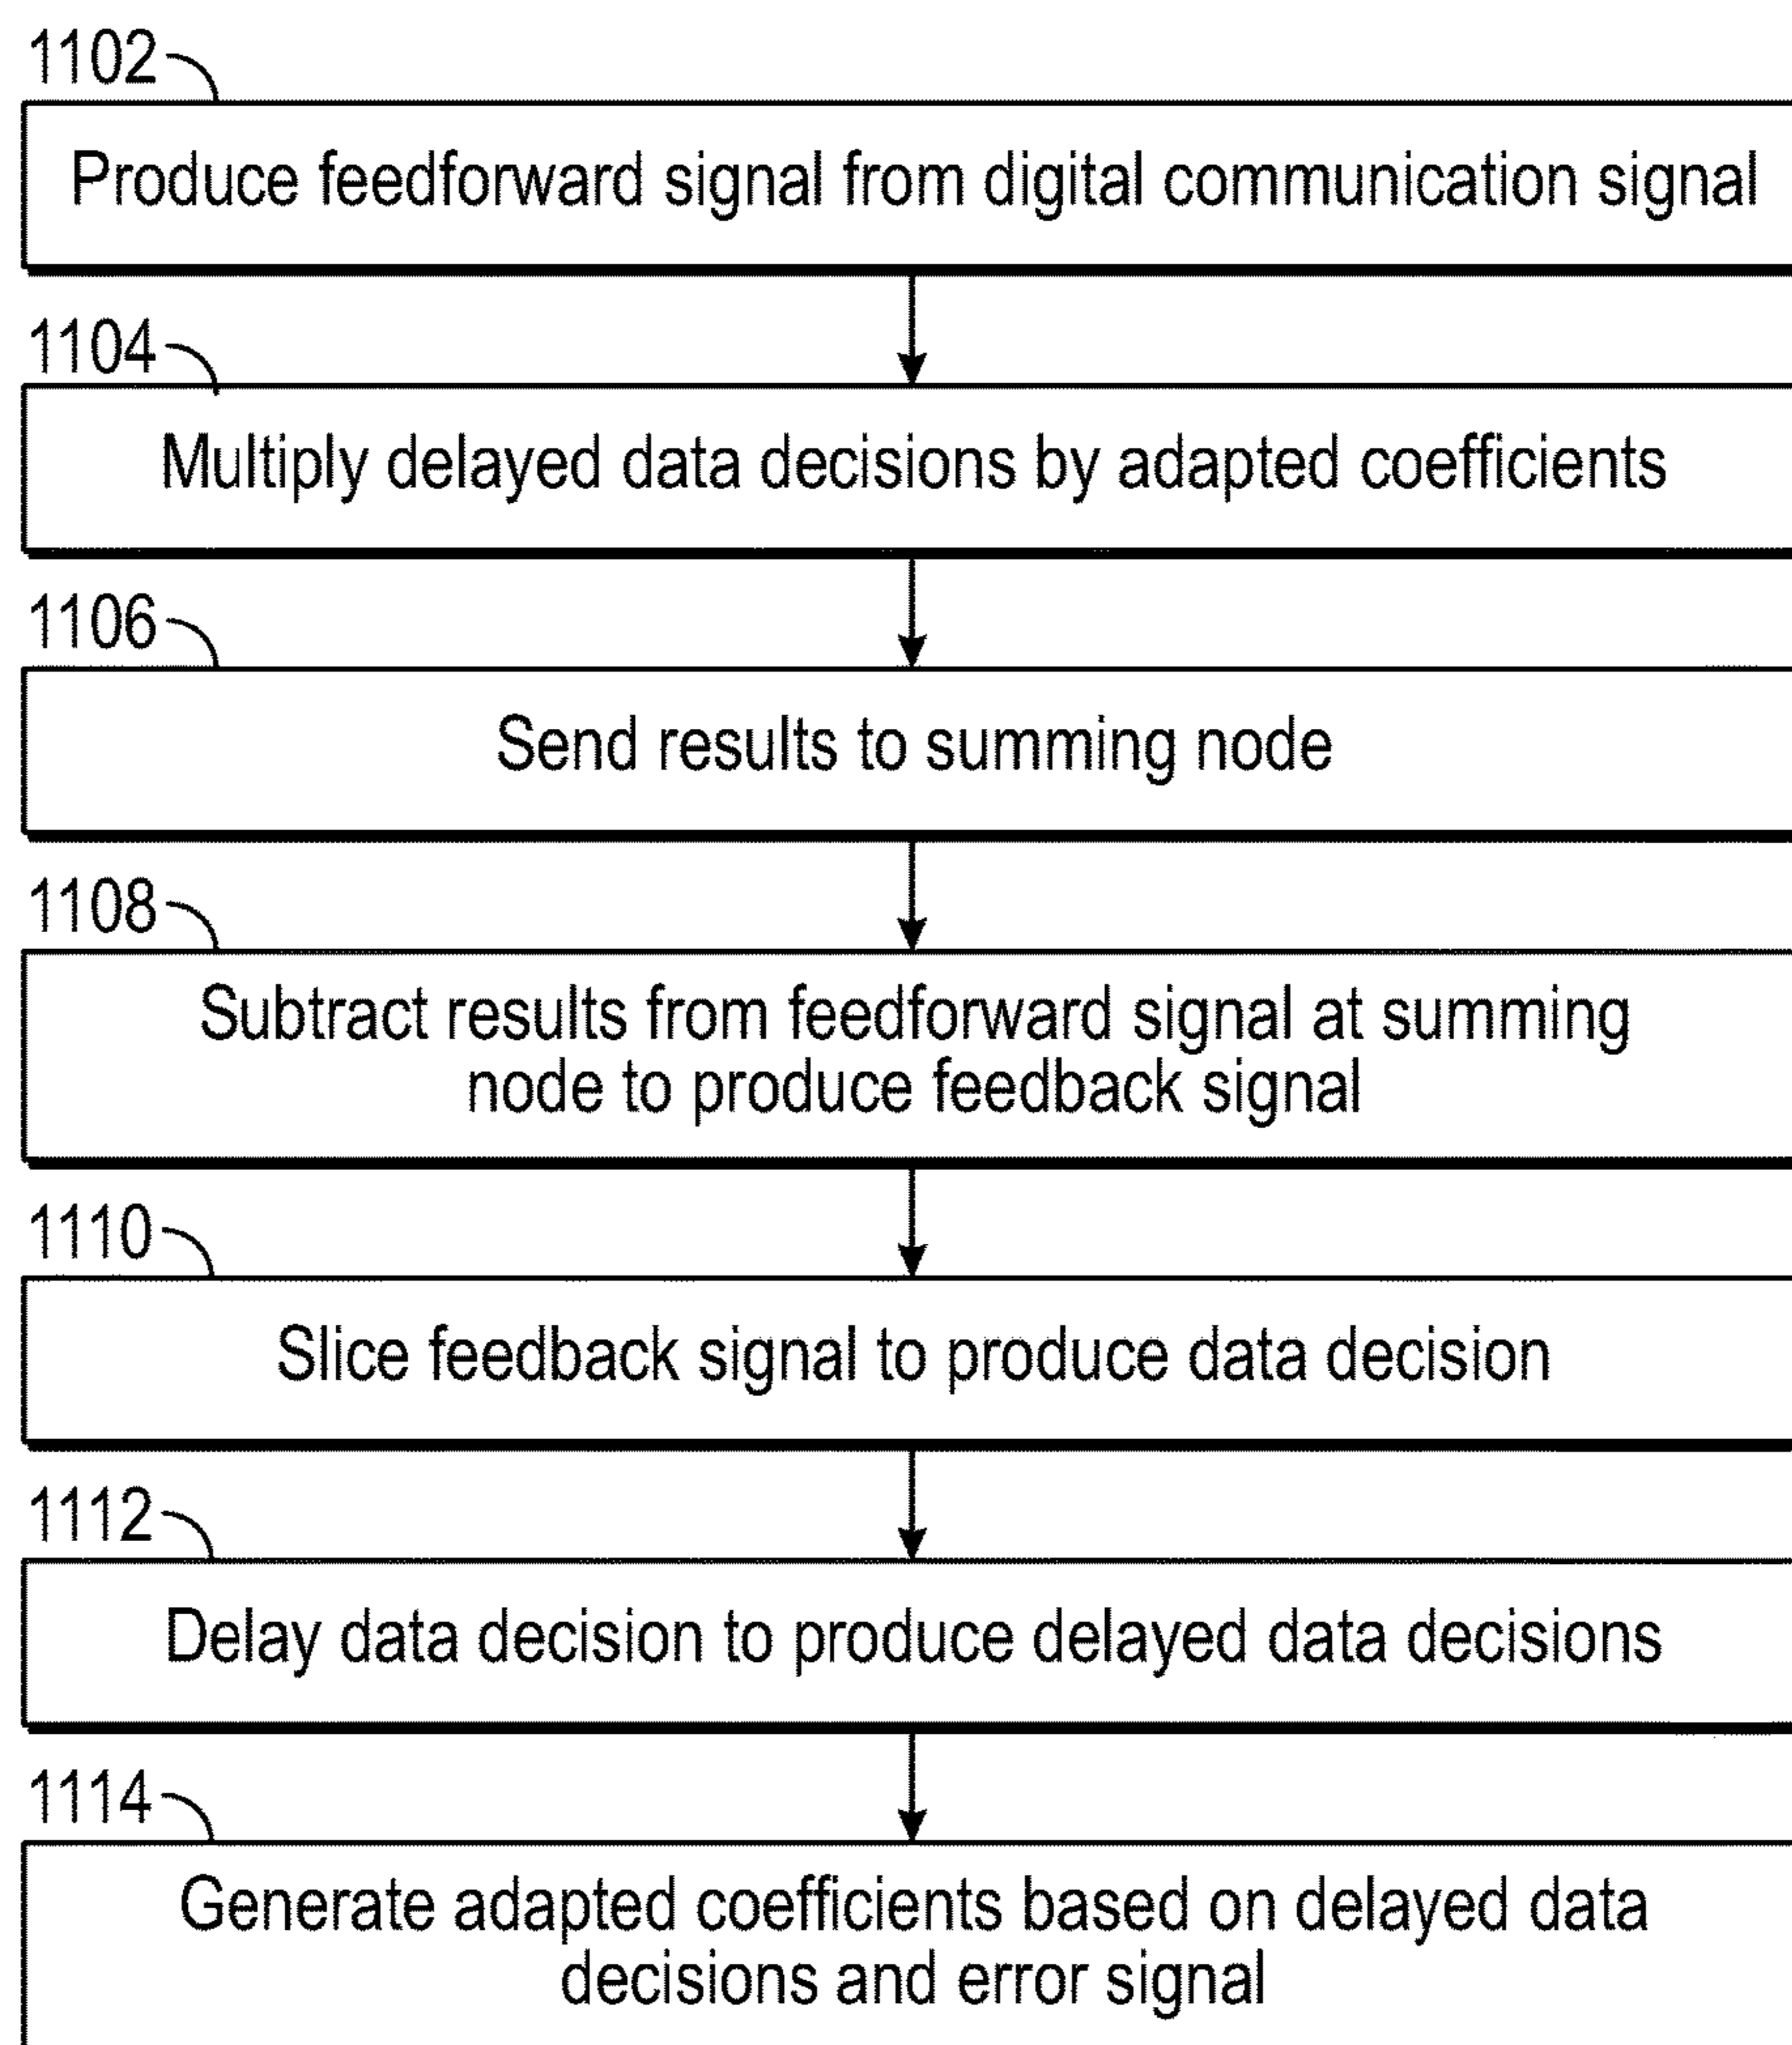 1102
Produce feedforward signal from digital communication signal
1104
Multiply delayed data decisions by adapted coefficients
1106
Send results to summing node
1108
Subtract results from feedforward signal at summing
node to produce feedback signal
1110
Slice feedback signal to produce data decision
1112
Delay data decision to produce delayed data decisions
1114
Generate adapted coefficients based on delayed data
decisions and error signal